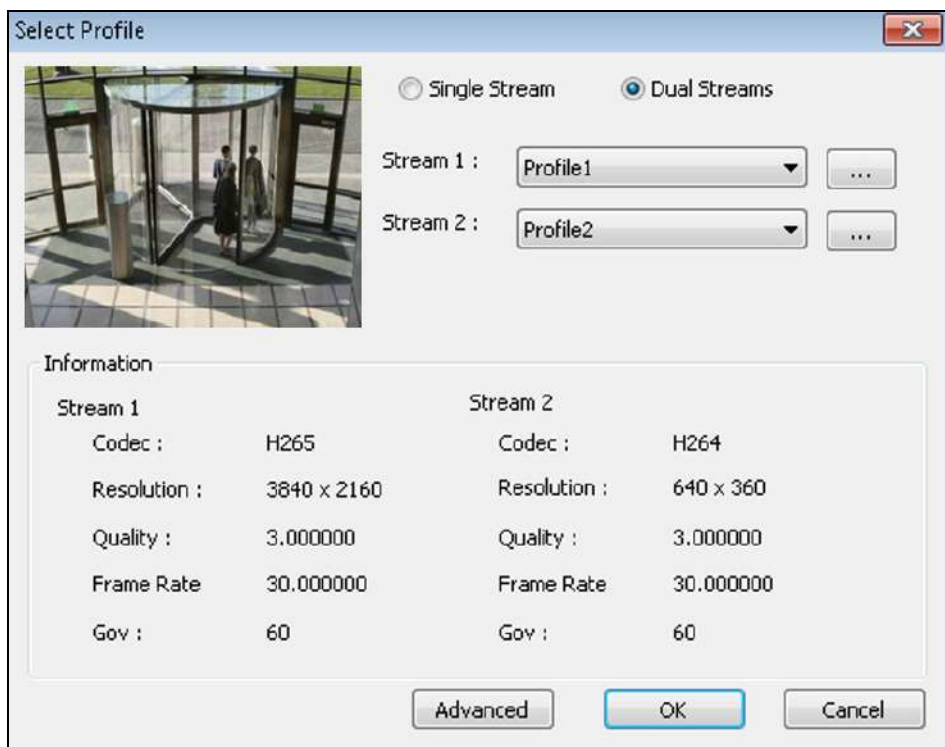 Select Profile
Single Stream Dual Streams
Stream 1 : Profile1 ...
Stream 2 : Profile2 ...
Information
Stream 1 Stream 2
Codec : H265 Codec : H264
Resolution : 3840 x 2160 Resolution : 640 x 360
Quality : 3.000000 Quality : 3.000000
Frame Rate 30.000000 Frame Rate 30.000000
Gov : 60 Gov : 60
Advanced OK Cancel